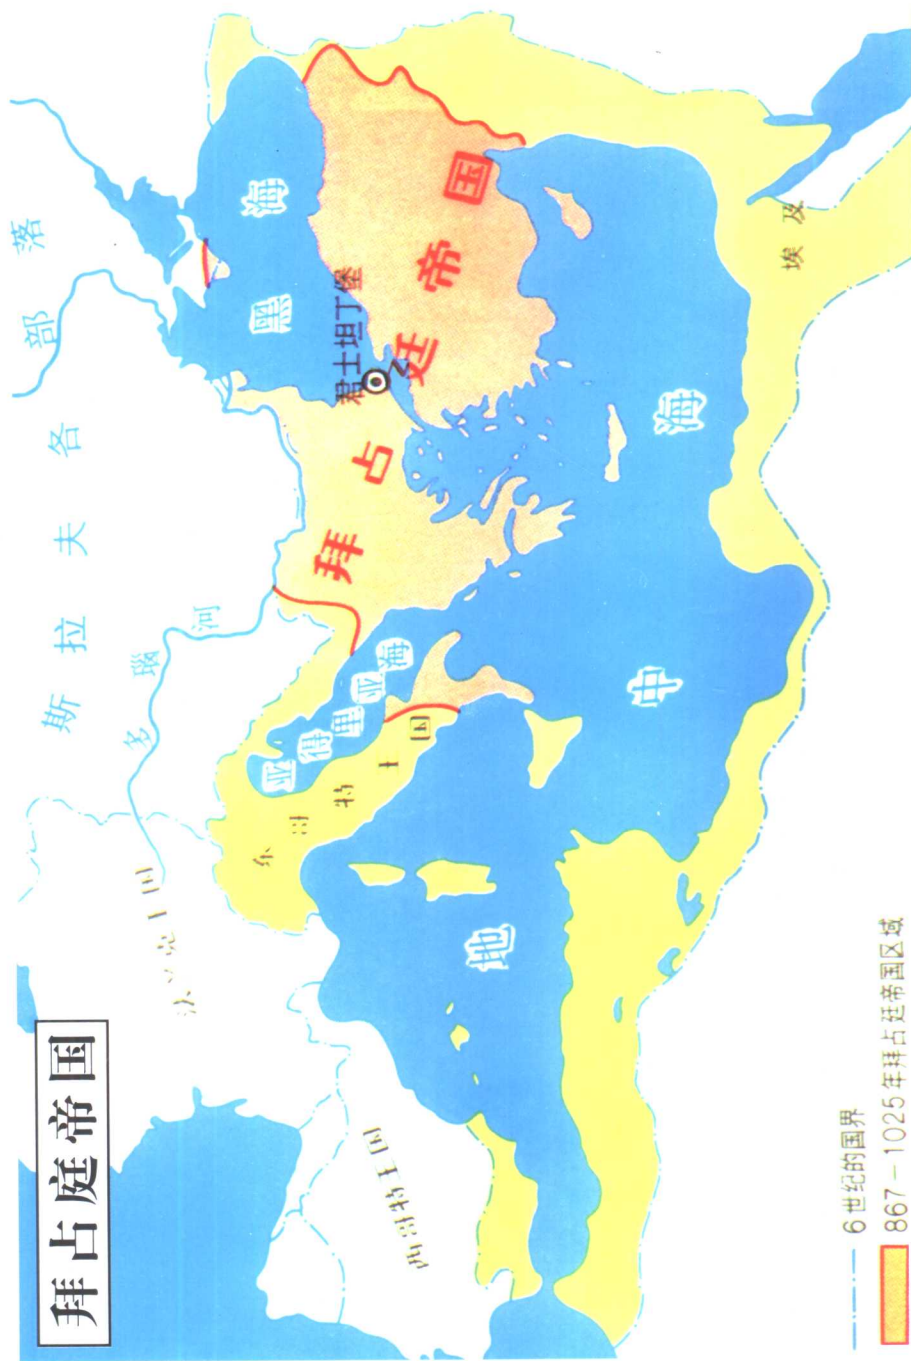 拜占庭帝国
斯拉夫各部落
多瑙河
法兰克王国
西哥特王国
东哥特王国
亚得里亚海
黑海
君士坦丁堡
拜占廷帝国
地中海
埃及
6世纪的国界
867－1025年拜占廷帝国区域